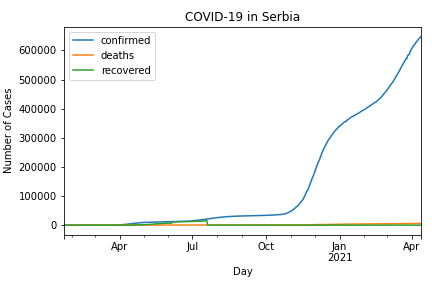 COVID-19 in Serbia
confirmed
deaths
recovered
Number of Cases
600000
500000
400000
300000
200000
100000
0
Apr
Jul
Oct
Jan
2021
Apr
Day